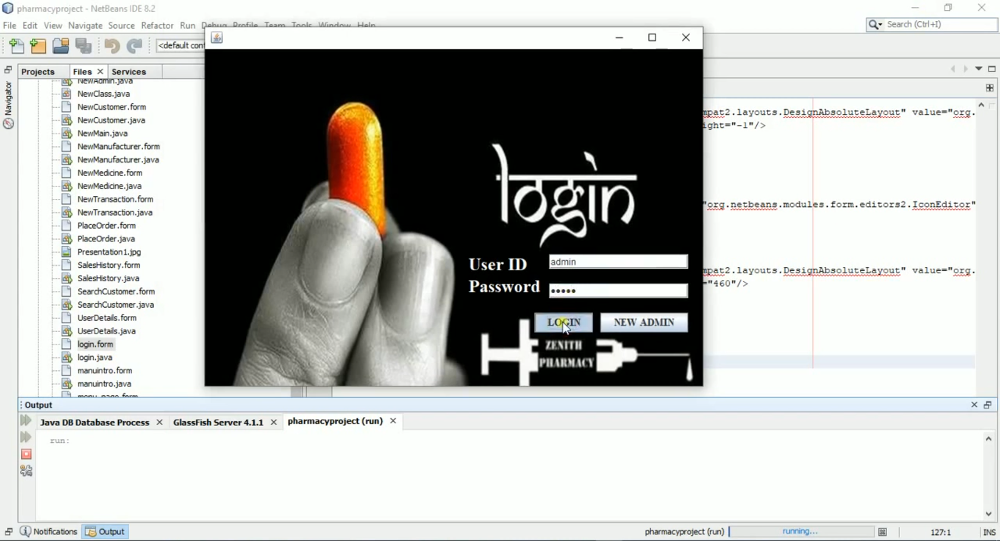 pharmacyproject - NetBeans IDE 8.2
File Edit View Navigate Source Refactor Run Debug Profile Team Tools Window Help
Search (Ctrl+I)
<default con
Projects Files Services
Navigator
NewAdmin.java
NewClass.java
NewCustomer.form
NewCustomer.java
NewMain.java
NewManufacturer.form
NewManufacturer.java
NewMedicine.form
NewMedicine.java
NewTransaction.form
NewTransaction.java
PlaceOrder.form
PlaceOrder.java
Presentation1.jpg
SalesHistory.form
SalesHistory.java
SearchCustomer.form
SearchCustomer.java
UserDetails.form
UserDetails.java
login.form
login.java
manuintro.form
manuintro.java
menu_page.form
login
User ID admin
Password •••••
LOGIN NEW ADMIN
ZENITH
PHARMACY
mpat2.layouts.DesignAbsoluteLayout" value="org.
ight="-1"/>
"org.netbeans.modules.form.editors2.IconEditor"
mpat2.layouts.DesignAbsoluteLayout" value="org.
="460"/>
Output
Java DB Database Process GlassFish Server 4.1.1 pharmacyproject (run)
run:
Notifications Output pharmacyproject (run) running... 127:1 INS